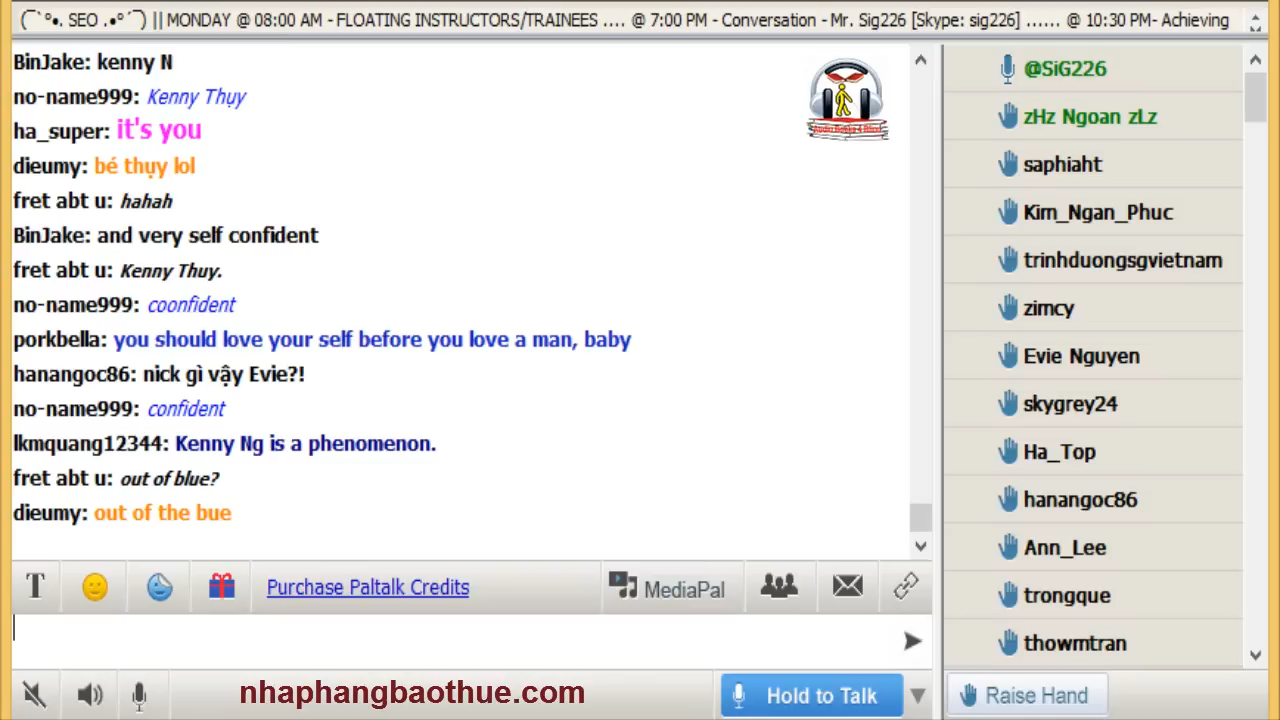 (¯`°•. SEO .•°´¯) || MONDAY @ 08:00 AM - FLOATING INSTRUCTORS/TRAINEES .... @ 7:00 PM - Conversation - Mr. Sig226 [Skype: sig226] ...... @ 10:30 PM- Achieving
BinJake: kenny N
no-name999: Kenny Thụy
ha_super: it's you
dieumy: bé thụy lol
fret abt u: hahah
BinJake: and very self confident
fret abt u: Kenny Thuy.
no-name999: coonfident
porkbella: you should love your self before you love a man, baby
hanangoc86: nick gì vậy Evie?!
no-name999: confident
lkmquang12344: Kenny Ng is a phenomenon.
fret abt u: out of blue?
dieumy: out of the bue
T
Purchase Paltalk Credits
MediaPal
nhaphangbaothue.com
Hold to Talk
@SiG226
zHz Ngoan zLz
saphiaht
Kim_Ngan_Phuc
trinhduongsgvietnam
zimcy
Evie Nguyen
skygrey24
Ha_Top
hanangoc86
Ann_Lee
trongque
thowmtran
Raise Hand